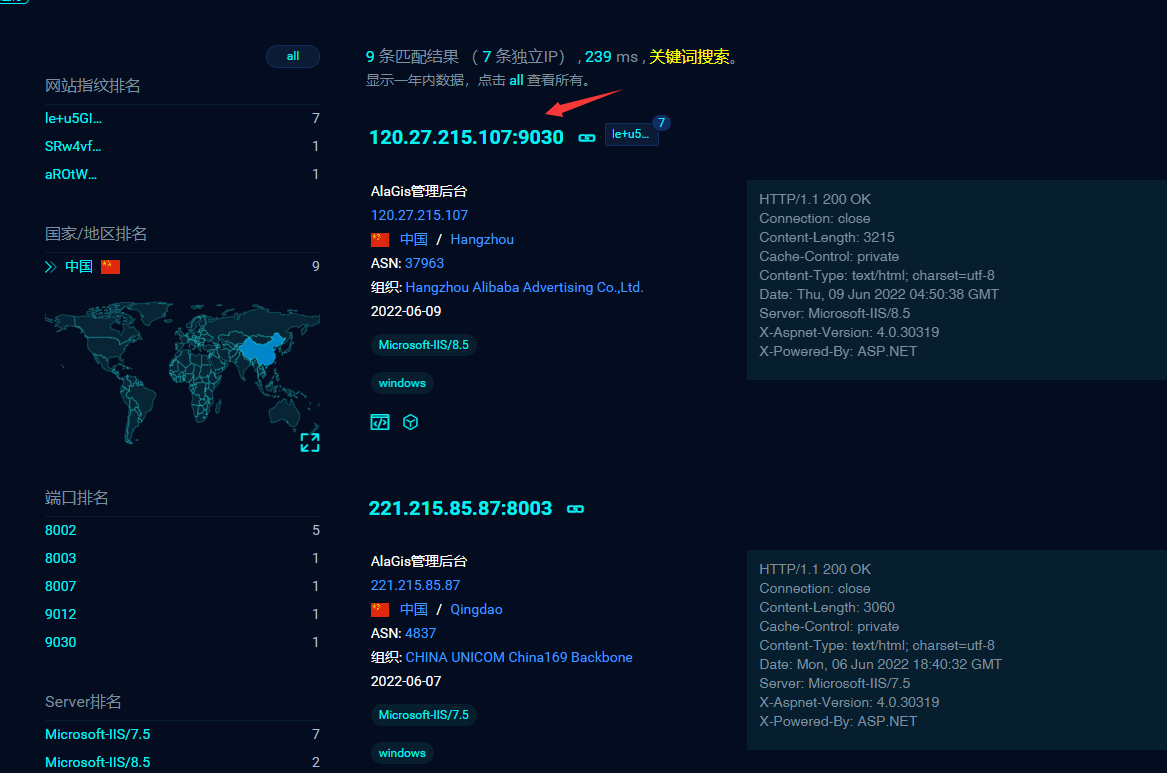 all
网站指纹排名
le+u5GI... 7
SRw4vf... 1
aROtW... 1
国家/地区排名
中国 9
端口排名
8002 5
8003 1
8007 1
9012 1
9030 1
Server排名
Microsoft-IIS/7.5 7
Microsoft-IIS/8.5 2
9 条匹配结果 （ 7 条独立IP） , 239 ms , 关键词搜索。
显示一年内数据，点击 all 查看所有。
120.27.215.107:9030 le+u5... 7
AlaGis管理后台
120.27.215.107
中国 / Hangzhou
ASN: 37963
组织: Hangzhou Alibaba Advertising Co.,Ltd.
2022-06-09
Microsoft-IIS/8.5
windows
HTTP/1.1 200 OK
Connection: close
Content-Length: 3215
Cache-Control: private
Content-Type: text/html; charset=utf-8
Date: Thu, 09 Jun 2022 04:50:38 GMT
Server: Microsoft-IIS/8.5
X-Aspnet-Version: 4.0.30319
X-Powered-By: ASP.NET
221.215.85.87:8003
AlaGis管理后台
221.215.85.87
中国 / Qingdao
ASN: 4837
组织: CHINA UNICOM China169 Backbone
2022-06-07
Microsoft-IIS/7.5
windows
HTTP/1.1 200 OK
Connection: close
Content-Length: 3060
Cache-Control: private
Content-Type: text/html; charset=utf-8
Date: Mon, 06 Jun 2022 18:40:32 GMT
Server: Microsoft-IIS/7.5
X-Aspnet-Version: 4.0.30319
X-Powered-By: ASP.NET